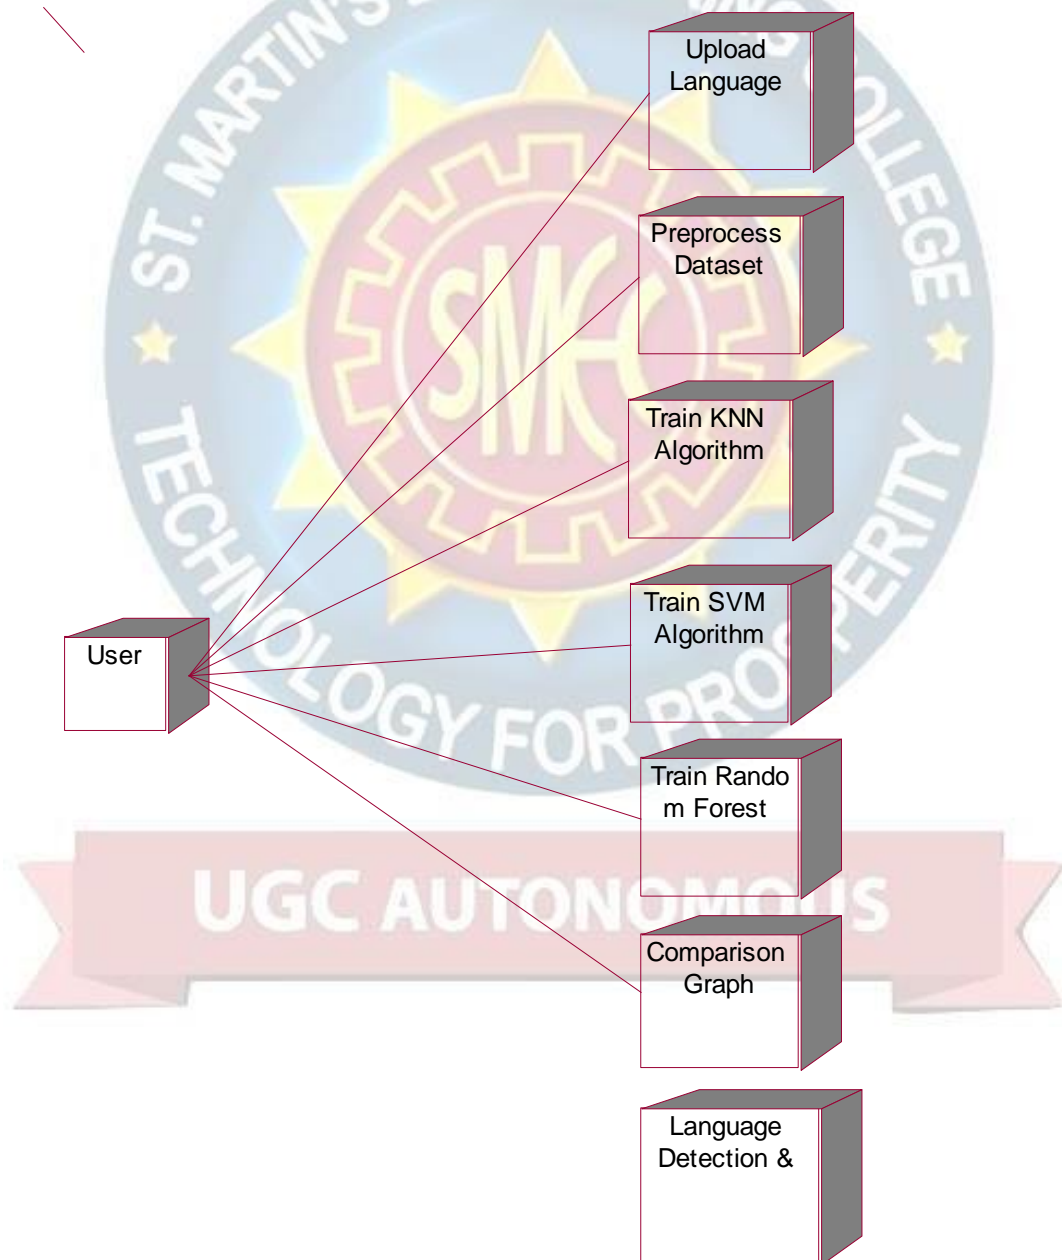 ST. MARTIN'S
COLLEGE
TECHNOLOGY FOR PROSPERITY
SMEC
UGC AUTONOMOUS
Upload
Language
Preprocess
Dataset
Train KNN
Algorithm
Train SVM
Algorithm
User
Train Rando
m Forest
Comparison
Graph
Language
Detection &